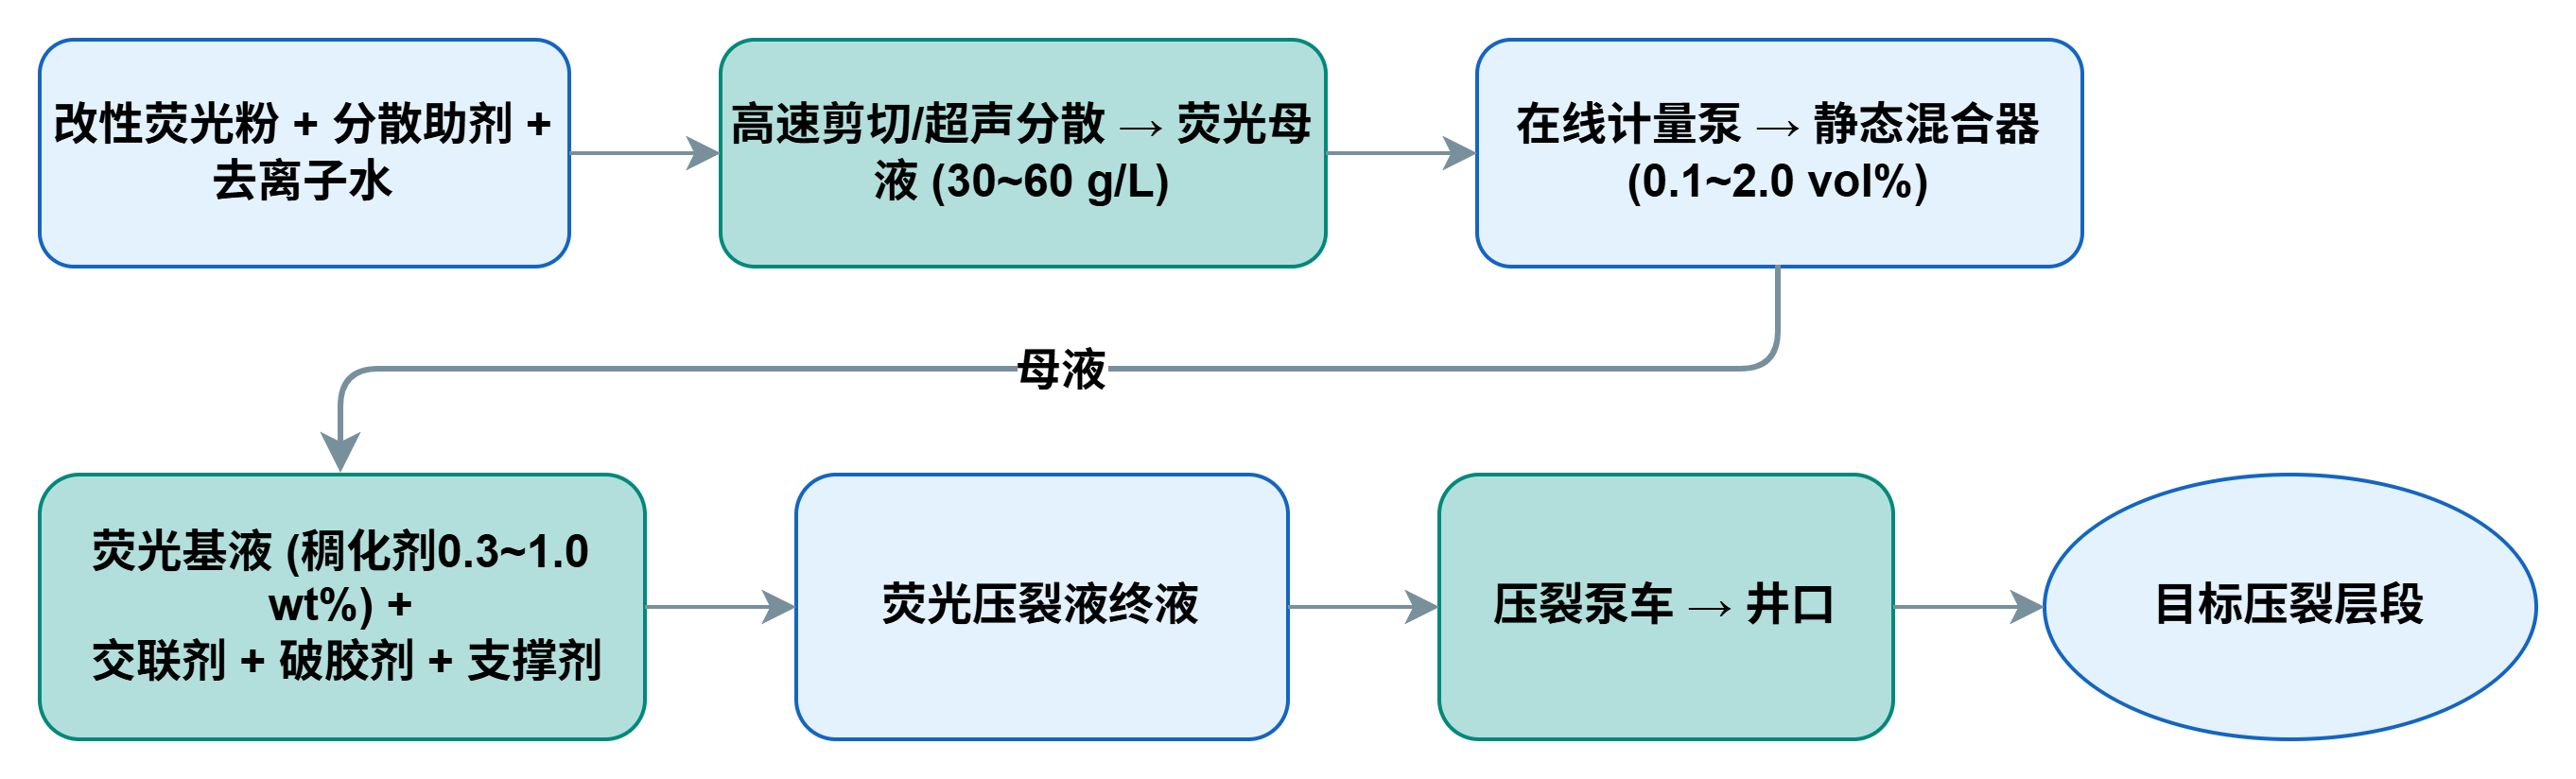 改性荧光粉 + 分散助剂 +
去离子水
高速剪切/超声分散 → 荧光母
液 (30~60 g/L)
在线计量泵 → 静态混合器
(0.1~2.0 vol%)
母液
荧光基液 (稠化剂0.3~1.0
wt%) +
交联剂 + 破胶剂 + 支撑剂
荧光压裂液终液
压裂泵车 → 井口
目标压裂层段